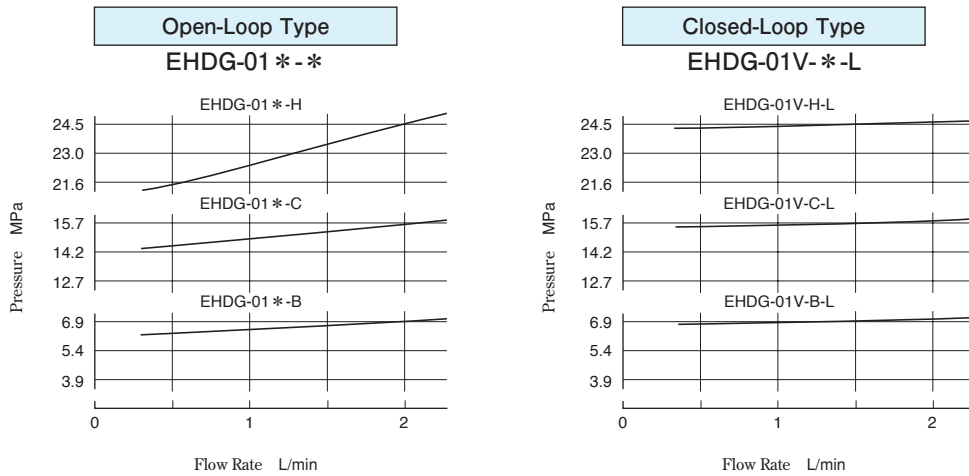 Open-Loop Type
EHDG-01＊-＊
EHDG-01＊-H
24.5
23.0
21.6
EHDG-01＊-C
15.7
14.2
12.7
EHDG-01＊-B
6.9
5.4
3.9
Pressure MPa
0 1 2
Flow Rate L/min
Closed-Loop Type
EHDG-01V-＊-L
EHDG-01V-H-L
24.5
23.0
21.6
EHDG-01V-C-L
15.7
14.2
12.7
EHDG-01V-B-L
6.9
5.4
3.9
Pressure MPa
0 1 2
Flow Rate L/min